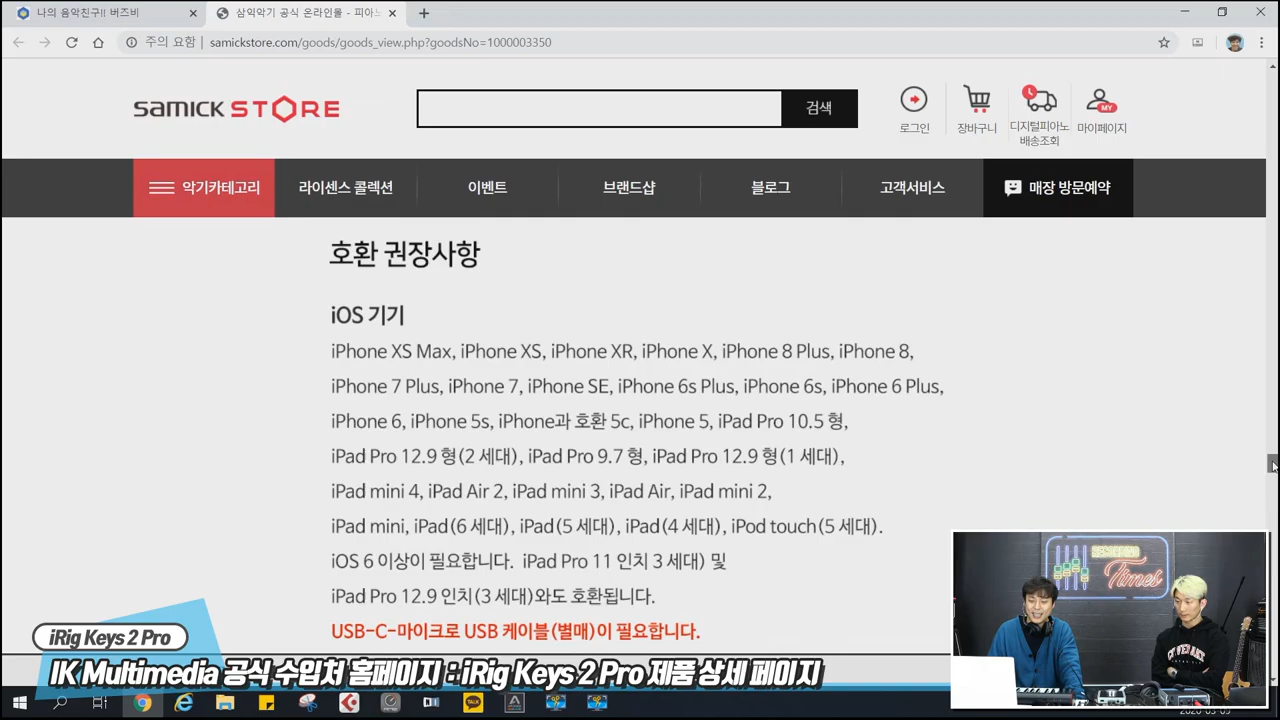 나의 음악친구!! 버즈비
삼익악기 공식 온라인몰 - 피아노
주의 요함 | samickstore.com/goods/goods_view.php?goodsNo=1000003350
SAMICK STORE
검색
로그인
장바구니
디지털피아노
배송조회
MY
마이페이지
악기카테고리
라이센스 콜렉션
이벤트
브랜드샵
블로그
고객서비스
매장 방문예약
호환 권장사항
iOS 기기
iPhone XS Max, iPhone XS, iPhone XR, iPhone X, iPhone 8 Plus, iPhone 8,
iPhone 7 Plus, iPhone 7, iPhone SE, iPhone 6s Plus, iPhone 6s, iPhone 6 Plus,
iPhone 6, iPhone 5s, iPhone과 호환 5c, iPhone 5, iPad Pro 10.5 형,
iPad Pro 12.9 형(2 세대), iPad Pro 9.7 형, iPad Pro 12.9 형(1 세대),
iPad mini 4, iPad Air 2, iPad mini 3, iPad Air, iPad mini 2,
iPad mini, iPad(6 세대), iPad(5 세대), iPad(4 세대), iPod touch(5 세대).
iOS 6 이상이 필요합니다. iPad Pro 11 인치 3 세대) 및
iPad Pro 12.9 인치(3 세대)와도 호환됩니다.
USB-C-마이크로 USB 케이블(별매)이 필요합니다.
Times
iRig Keys 2 Pro
IK Multimedia 공식 수입처 홈페이지 : iRig Keys 2 Pro 제품 상세 페이지
TALK